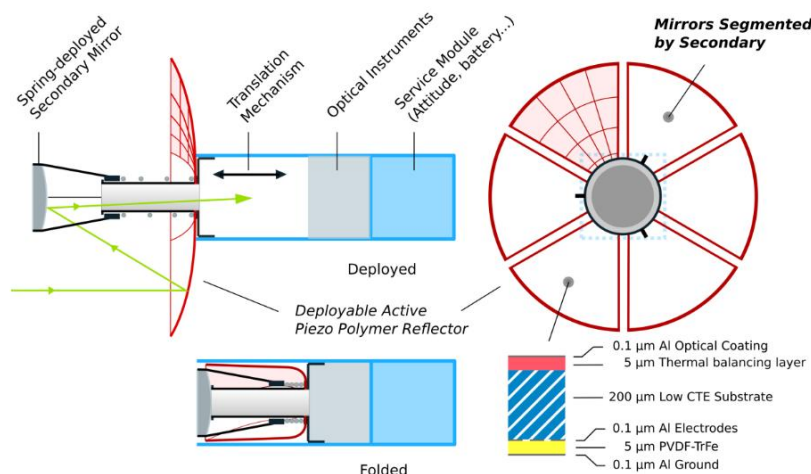 Spring-deployed
Secondary Mirror
Translation
Mechanism
Optical Instruments
Service Module
(Attitude, battery...)
Mirrors Segmented
by Secondary
Deployed
Deployable Active
Piezo Polymer Reflector
0.1 μm Al Optical Coating
5 μm Thermal balancing layer
200 μm Low CTE Substrate
0.1 μm Al Electrodes
5 μm PVDF-TrFe
0.1 μm Al Ground
Folded